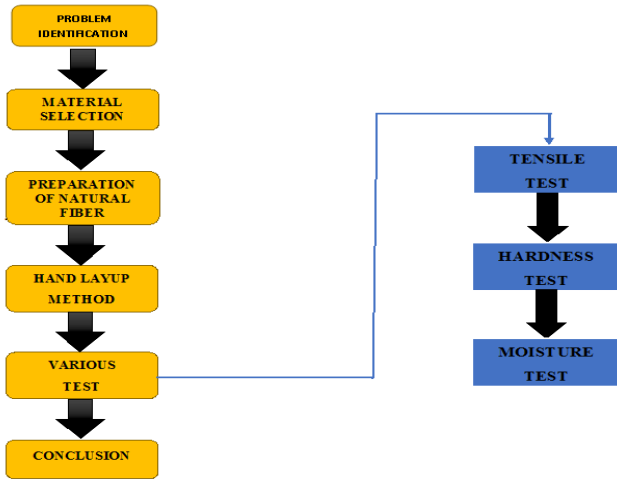 PROBLEM
IDENTIFICATION
MATERIAL
SELECTION
PREPARATION
OF NATURAL
FIBER
HAND LAYUP
METHOD
VARIOUS
TEST
CONCLUSION
TENSILE
TEST
HARDNESS
TEST
MOISTURE
TEST